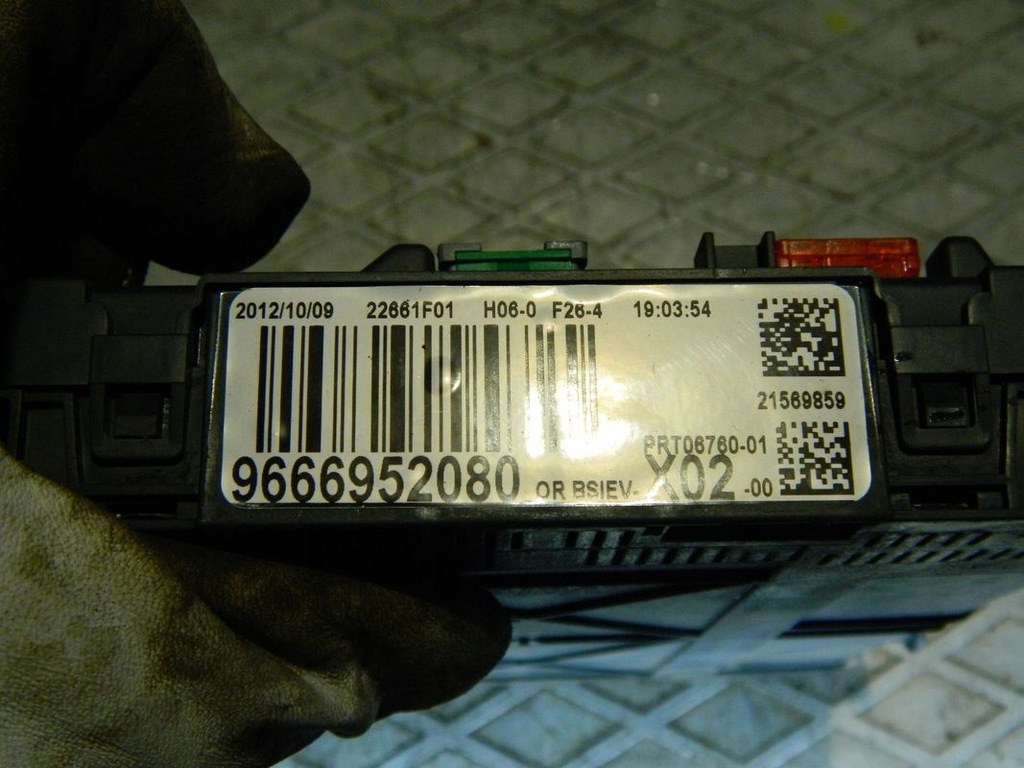 2012/10/09 22661F01 H06-0 F26-4 19:03:54
21569859
PRT06760-01
9666952080 OR BSIEV- X02 -00